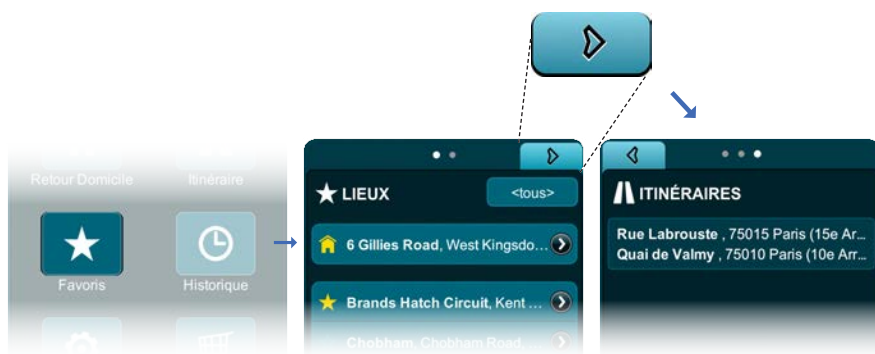 Retour Domicile
Itinéraire
Favoris
Historique
LIEUX
<tous>
6 Gillies Road, West Kingsdo...
Brands Hatch Circuit, Kent ...
Chobham, Chobham Road, ...
ITINÉRAIRES
Rue Labrouste , 75015 Paris (15e Ar...
Quai de Valmy , 75010 Paris (10e Arr...